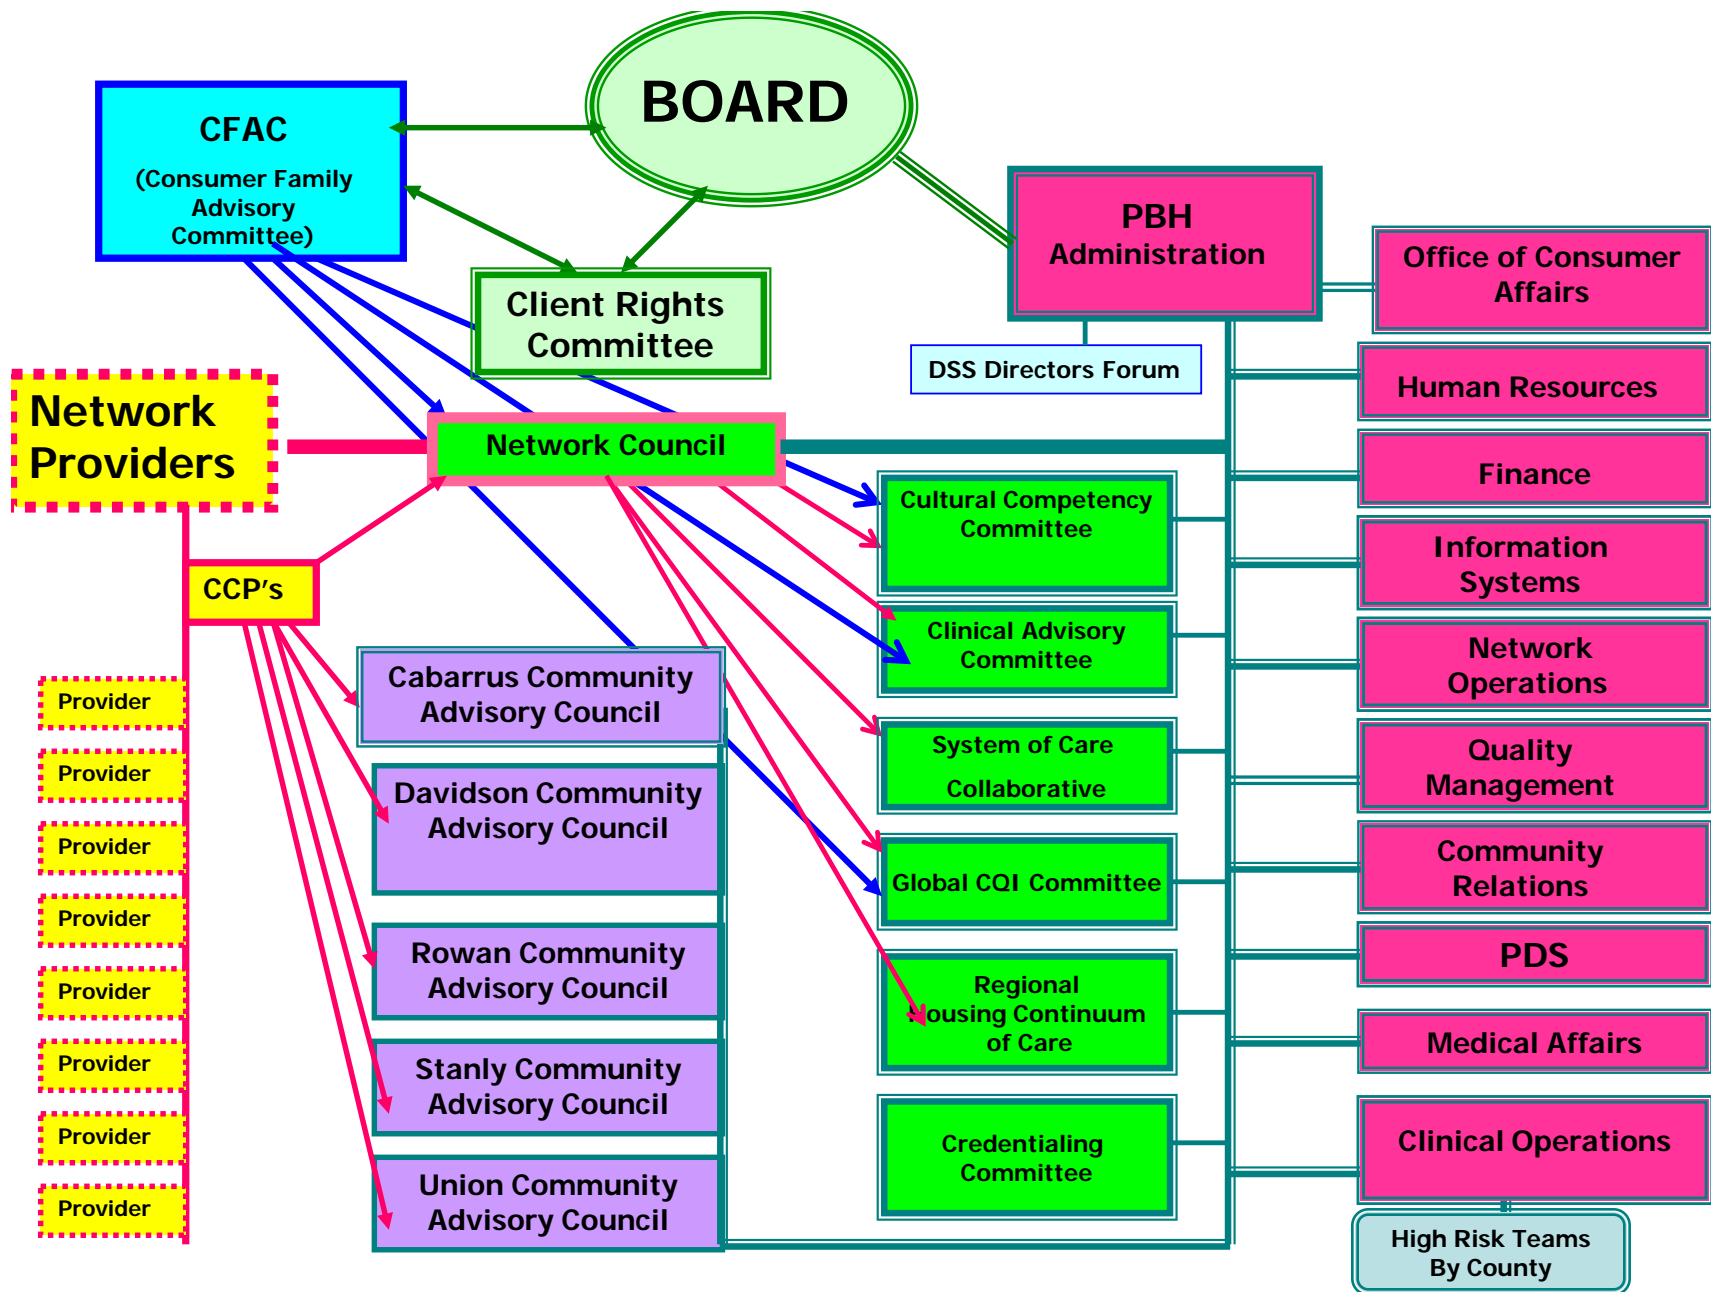 BOARD
CFAC
(Consumer Family
Advisory
Committee)
PBH
Administration
Office of Consumer
Affairs
Client Rights
Committee
DSS Directors Forum
Human Resources
Network
Providers
Network Council
Finance
Cultural Competency
Committee
Information
Systems
CCP's
Clinical Advisory
Committee
Network
Operations
Cabarrus Community
Advisory Council
System of Care
Collaborative
Quality
Management
Davidson Community
Advisory Council
Global CQI Committee
Community
Relations
Rowan Community
Advisory Council
Regional
Housing Continuum
of Care
PDS
Stanly Community
Advisory Council
Medical Affairs
Credentialing
Committee
Clinical Operations
Union Community
Advisory Council
High Risk Teams
By County
Provider
Provider
Provider
Provider
Provider
Provider
Provider
Provider